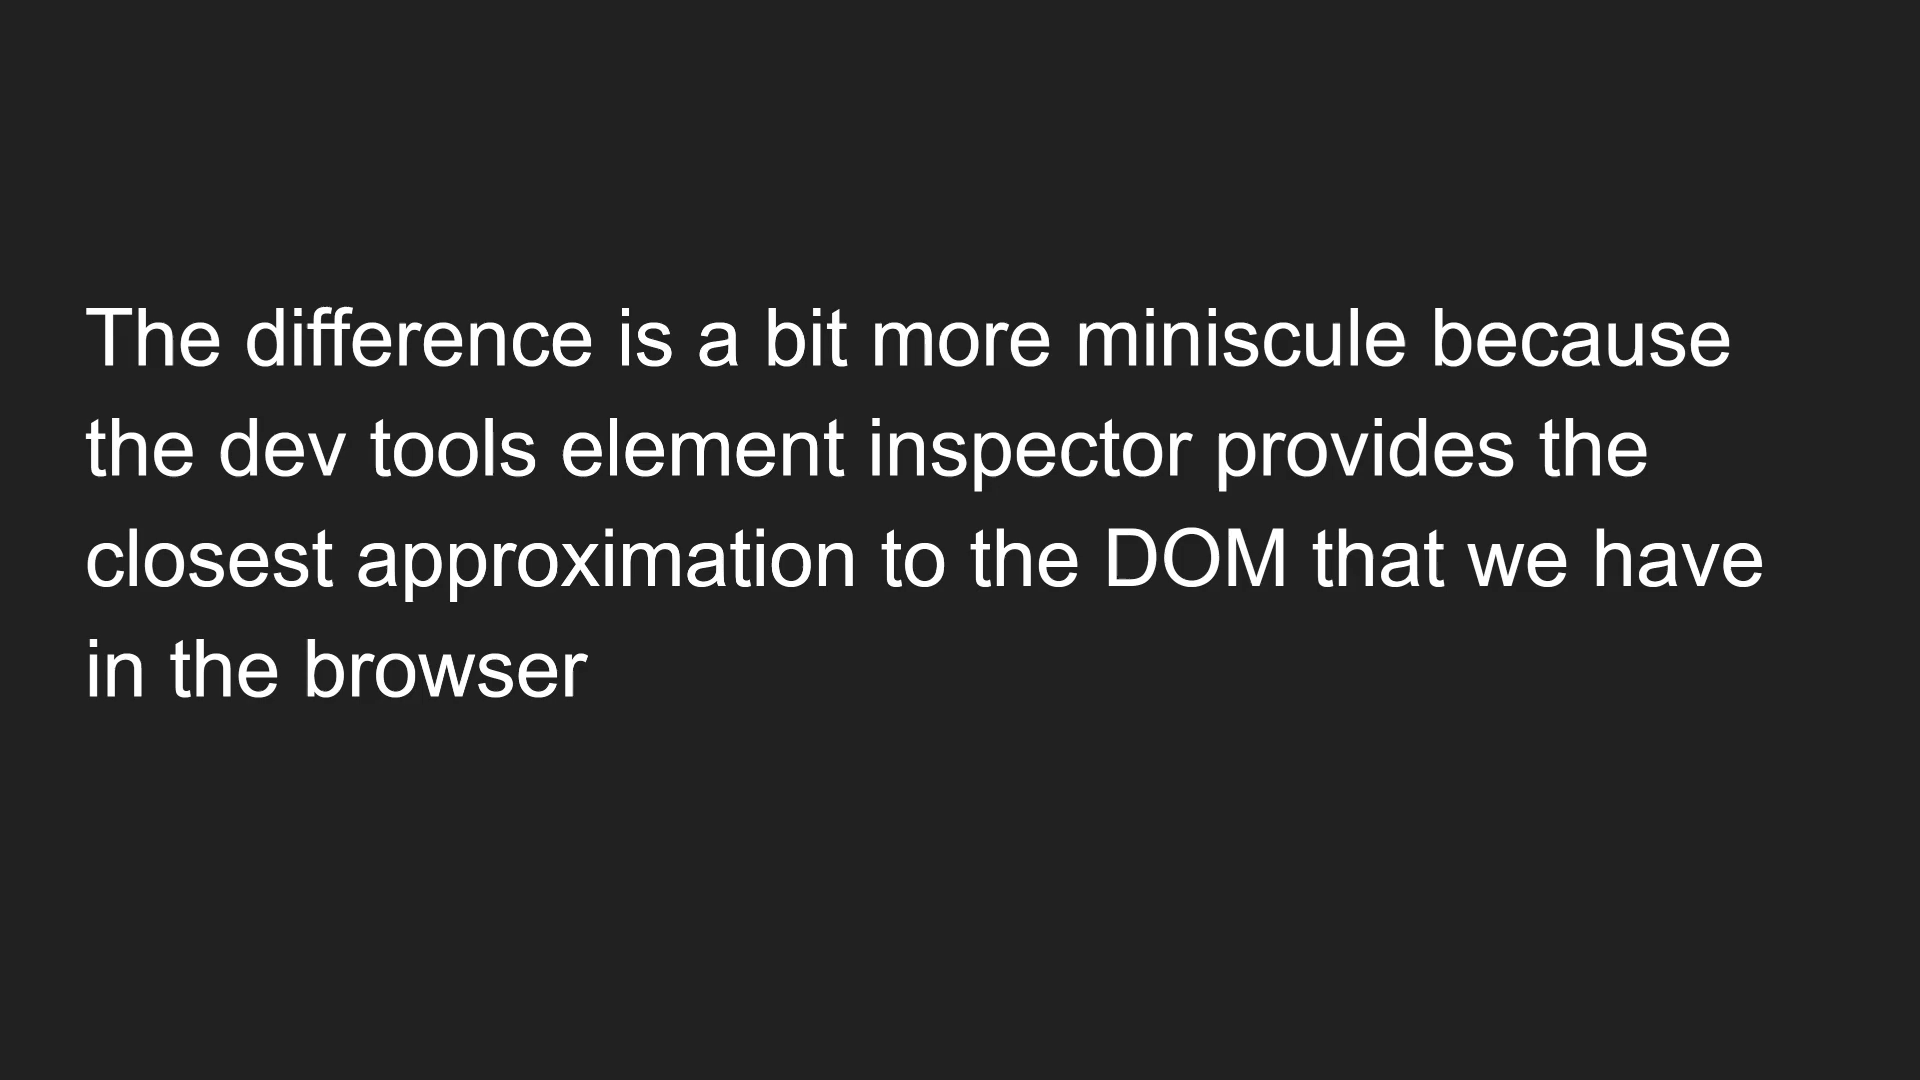 The difference is a bit more miniscule because
the dev tools element inspector provides the
closest approximation to the DOM that we have
in the browser